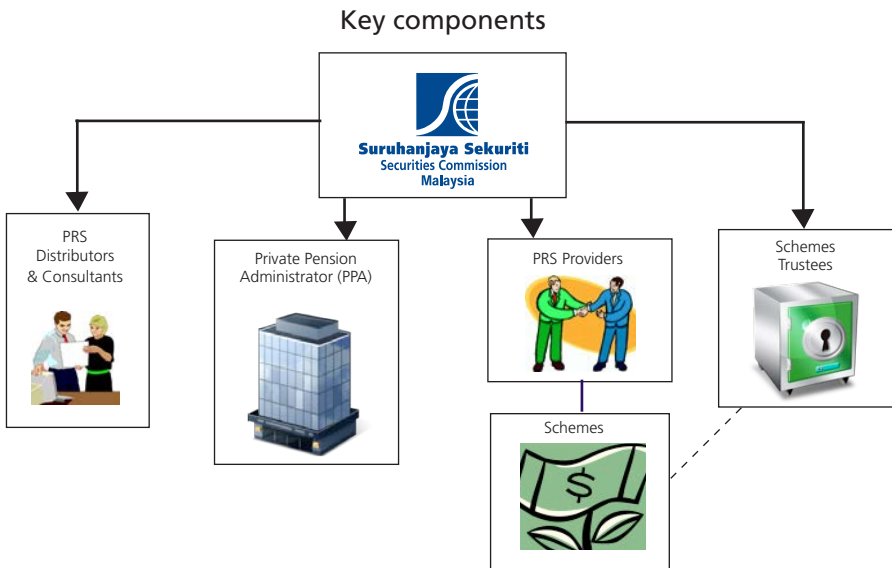 Key components
Suruhanjaya Sekuriti
Securities Commission
Malaysia
PRS
Distributors
& Consultants
Private Pension
Administrator (PPA)
PRS Providers
Schemes
Trustees
Schemes
$